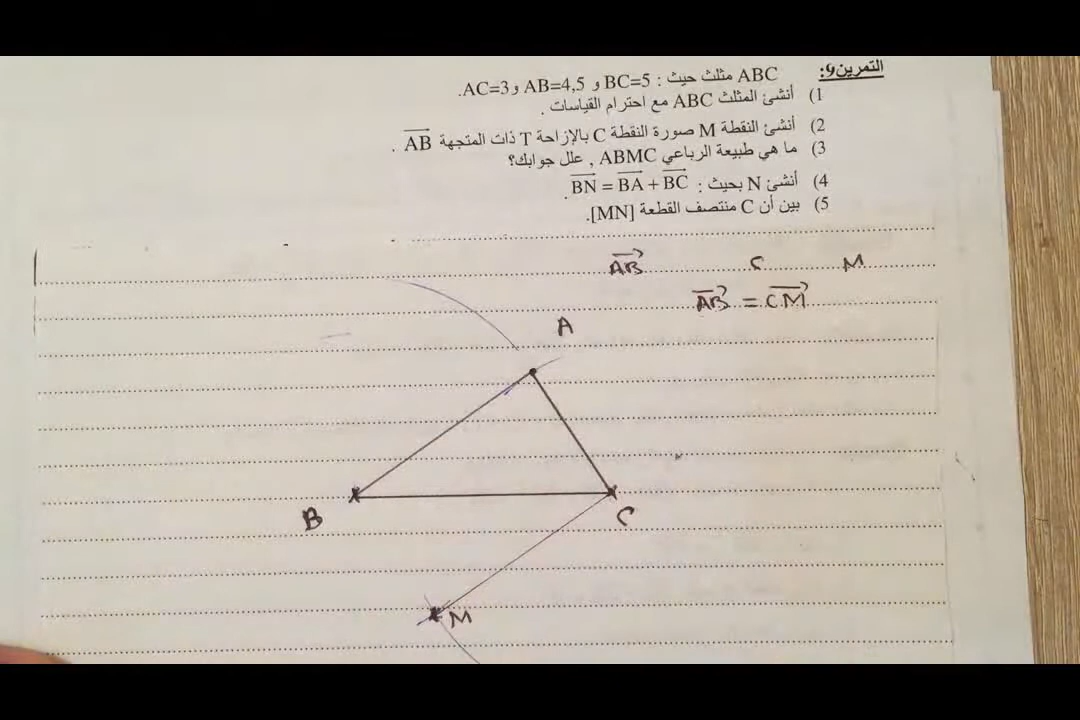 التمرين9:
ABC مثلث حيث : BC=5 و AB=4,5 و AC=3.
1) أنشئ المثلث ABC مع احترام القياسات .
2) أنشئ النقطة M صورة النقطة C بالإزاحة T ذات المتجهة AB .
3) ما هي طبيعة الرباعي ABMC , علل جوابك؟
4) أنشئ N بحيث : BN = BA + BC .
5) بين أن C منتصف القطعة [MN].
AB C M
AB = CM
A
B
C
M